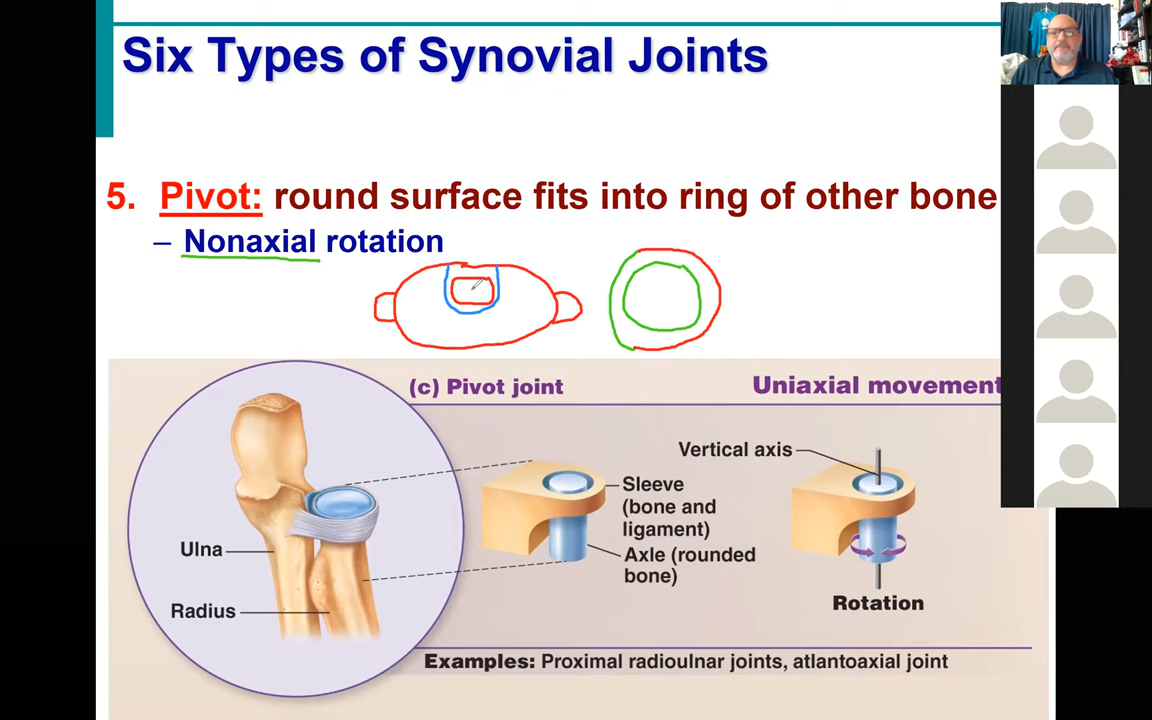 Six Types of Synovial Joints
5. Pivot: round surface fits into ring of other bone
– Nonaxial rotation
(c) Pivot joint
Uniaxial movement
Vertical axis
Sleeve
(bone and
ligament)
Axle (rounded
bone)
Ulna
Radius
Rotation
Examples: Proximal radioulnar joints, atlantoaxial joint